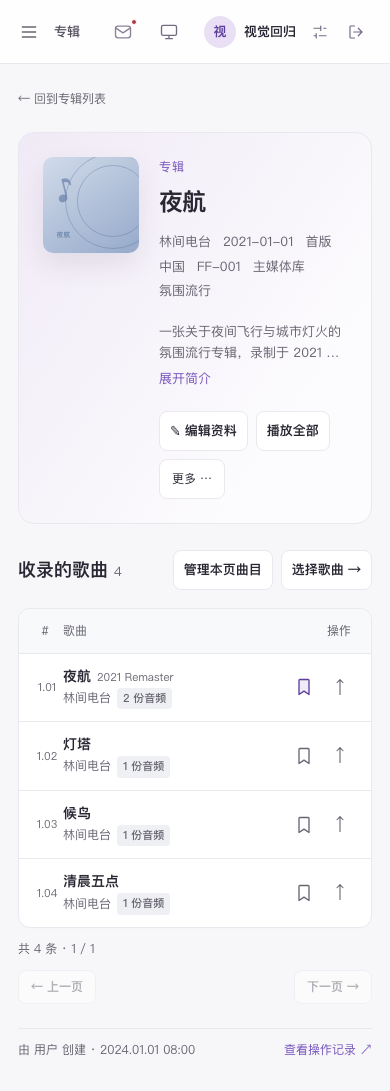 专辑
视 视觉回归
← 回到专辑列表
夜航
专辑
夜航
林间电台 2021-01-01 首版
中国 FF-001 主媒体库
氛围流行
一张关于夜间飞行与城市灯火的
氛围流行专辑，录制于 2021 …
展开简介
✎ 编辑资料 播放全部
更多 ⋯
收录的歌曲 4 管理本页曲目 选择歌曲 →
# 歌曲 操作
1.01 夜航 2021 Remaster
林间电台 2 份音频
↑
1.02 灯塔
林间电台 1 份音频
↑
1.03 候鸟
林间电台 1 份音频
↑
1.04 清晨五点
林间电台 1 份音频
↑
共 4 条 · 1 / 1
← 上一页 下一页 →
由 用户 创建 · 2024.01.01 08:00 查看操作记录 ↗